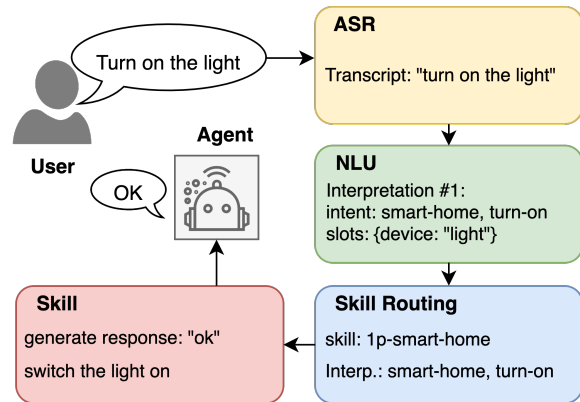 Turn on the light
User
ASR
Transcript: "turn on the light"
NLU
Interpretation #1:
intent: smart-home, turn-on
slots: {device: "light"}
Skill Routing
skill: 1p-smart-home
Interp.: smart-home, turn-on
Skill
generate response: "ok"
switch the light on
Agent
OK